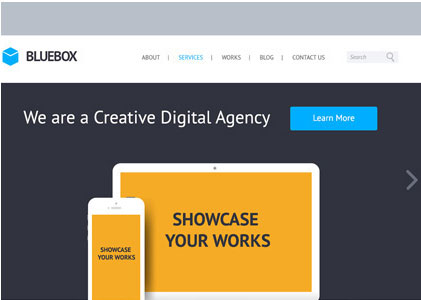 BLUEBOX
ABOUT | SERVICES | WORKS | BLOG | CONTACT US
Search
We are a Creative Digital Agency
Learn More
SHOWCASE
YOUR WORKS
SHOWCASE
YOUR WORKS